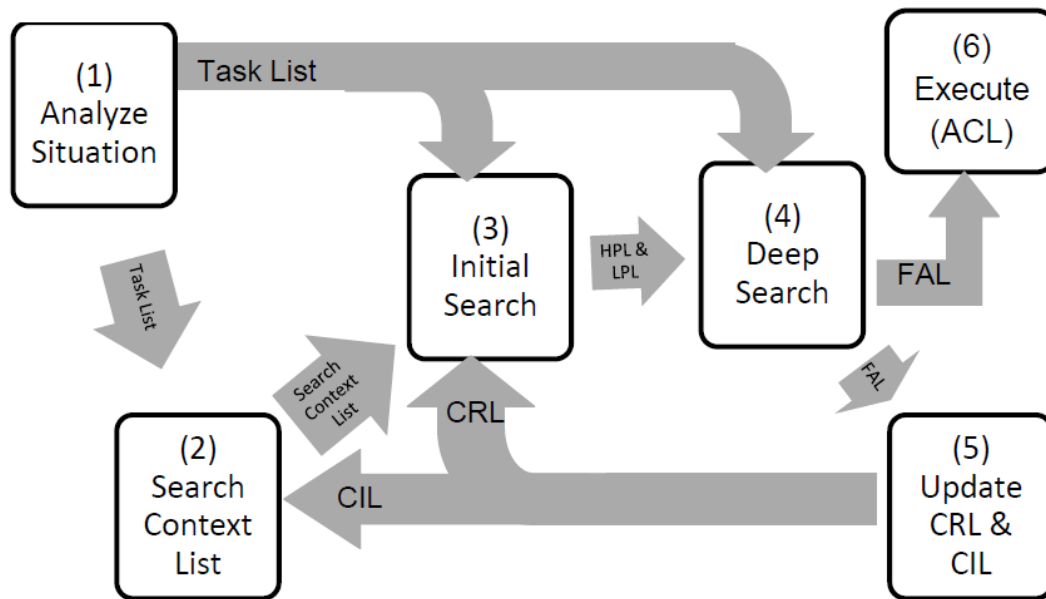 (1)
Analyze
Situation
Task List
(6)
Execute
(ACL)
(3)
Initial
Search
HPL &
LPL
(4)
Deep
Search
FAL
Task List
Search
Context
List
CRL
FAL
(2)
Search
Context
List
CIL
(5)
Update
CRL &
CIL